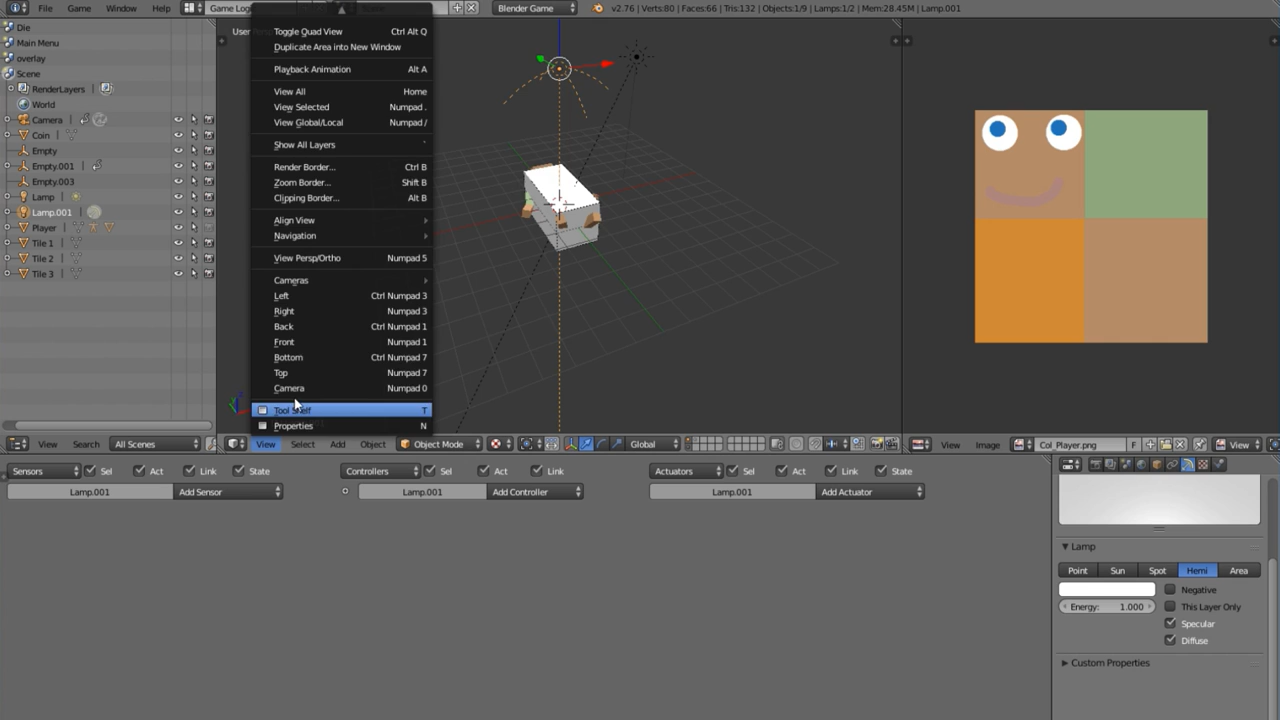 File Game Window Help Game Log Blender Game v2.76 | Verts:80 | Faces:66 | Tris:132 | Objects:1/9 | Lamps:1/2 | Mem:28.45M | Lamp.001
Die
Main Menu
overlay
Scene
RenderLayers |
World
Camera |
Coin |
Empty
Empty.001 |
Empty.003
Lamp |
Lamp.001 |
Player |
Tile 1 |
Tile 2 |
Tile 3 |
User
Toggle Quad View Ctrl Alt Q
Duplicate Area into New Window
Playback Animation Alt A
View All Home
View Selected Numpad .
View Global/Local Numpad /
Show All Layers `
Render Border... Ctrl B
Zoom Border... Shift B
Clipping Border... Alt B
Align View
Navigation
View Persp/Ortho Numpad 5
Cameras
Left Ctrl Numpad 3
Right Numpad 3
Back Ctrl Numpad 1
Front Numpad 1
Bottom Ctrl Numpad 7
Top Numpad 7
Camera Numpad 0
Tool Shelf T
Properties N
View Search All Scenes View Select Add Object Object Mode Global View Image Col_Player.png F View
Sensors Sel Act Link State Controllers Sel Act Link Actuators Sel Act Link State
Lamp.001 Add Sensor Lamp.001 Add Controller Lamp.001 Add Actuator
Lamp
Point Sun Spot Hemi Area
Negative
Energy: 1.000 This Layer Only
Specular
Diffuse
Custom Properties